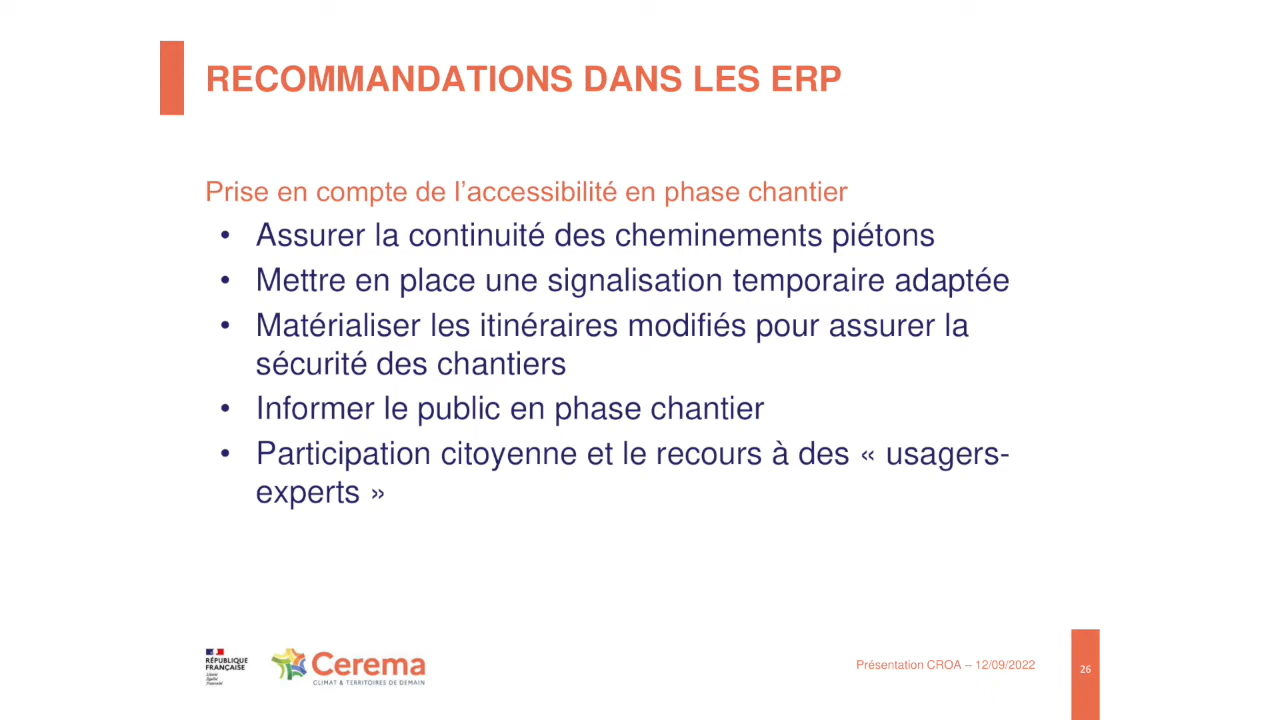 RECOMMANDATIONS DANS LES ERP
Prise en compte de l’accessibilité en phase chantier
• Assurer la continuité des cheminements piétons
• Mettre en place une signalisation temporaire adaptée
• Matérialiser les itinéraires modifiés pour assurer la
sécurité des chantiers
• Informer le public en phase chantier
• Participation citoyenne et le recours à des « usagers-
experts »
RÉPUBLIQUE
FRANÇAISE
Liberté
Égalité
Fraternité
Cerema
CLIMAT & TERRITOIRES DE DEMAIN
Présentation CROA – 12/09/2022
26